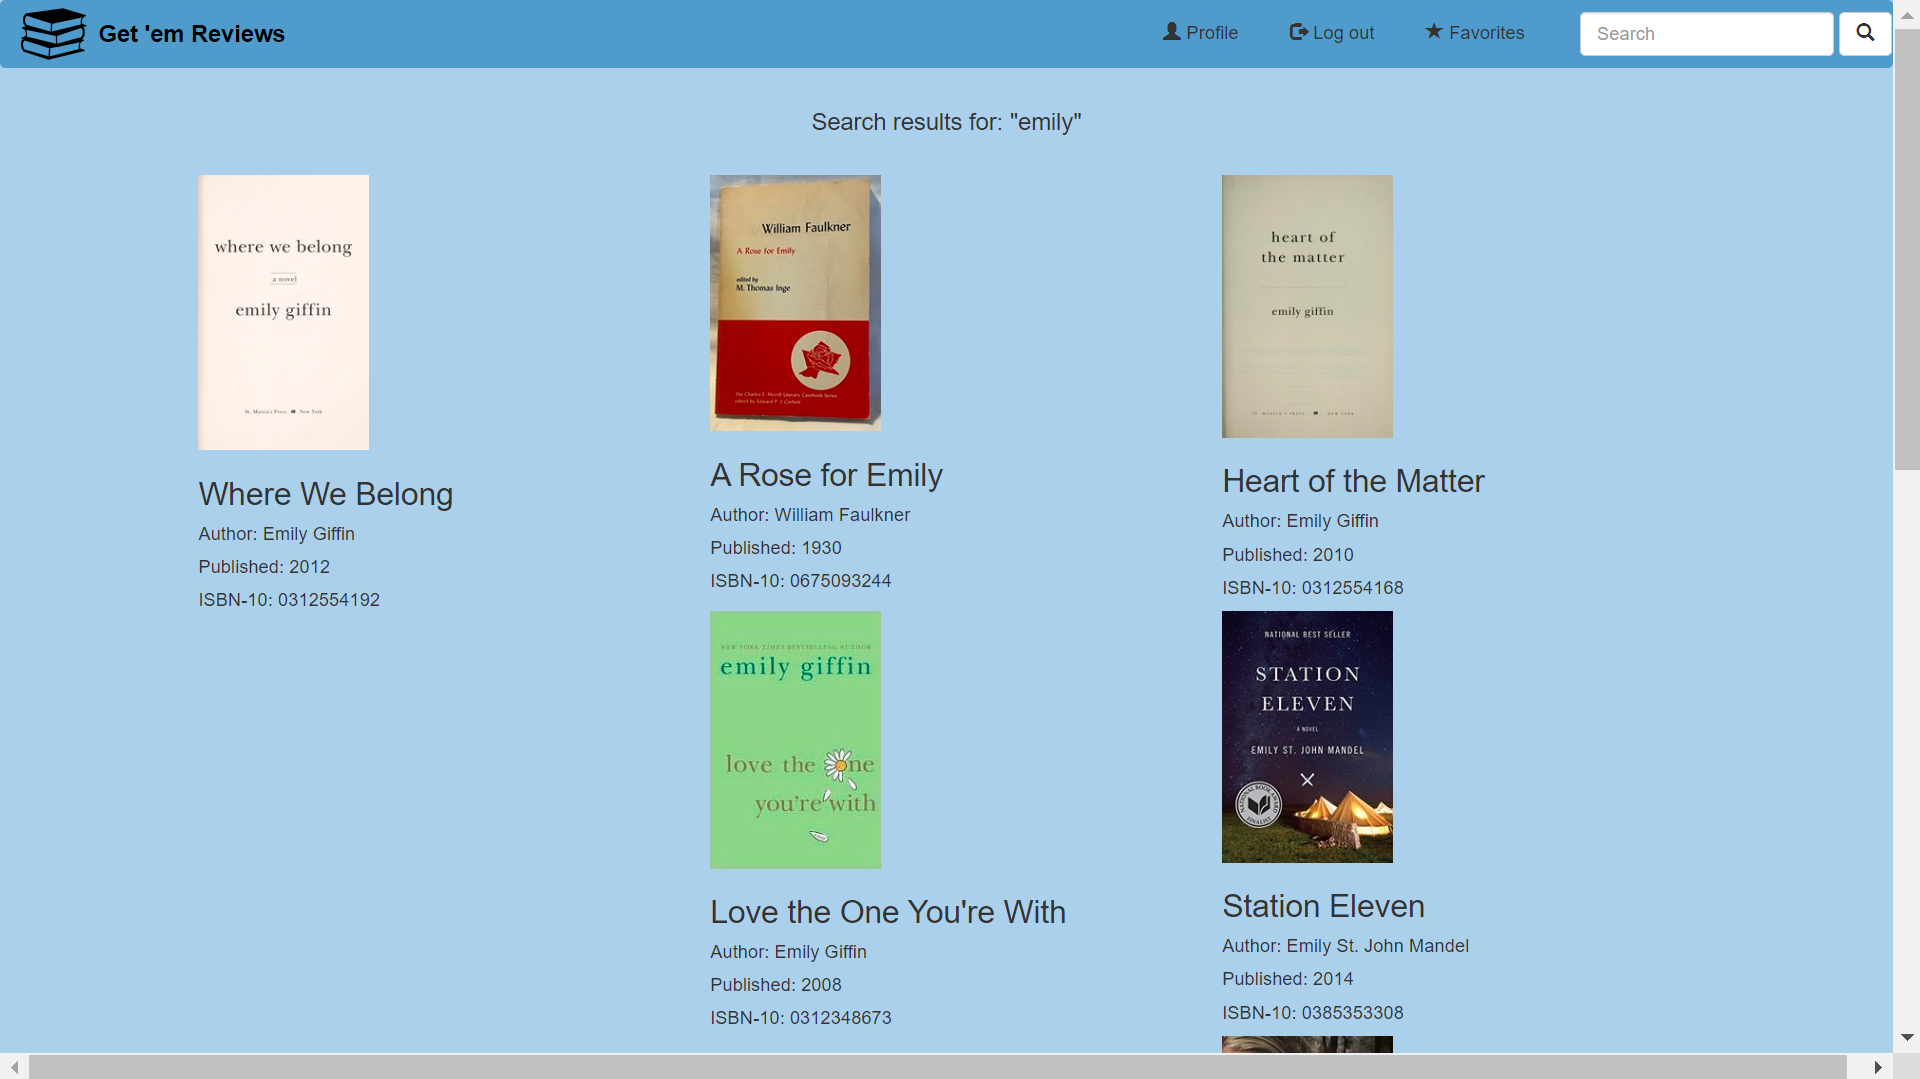 Get 'em Reviews
Profile
Log out
Favorites
Search
Search results for: "emily"
where we belong
a novel
emily giffin
St. Martin's Press New York
Where We Belong
Author: Emily Giffin
Published: 2012
ISBN-10: 0312554192
William Faulkner
A Rose for Emily
edited by
M. Thomas Inge
The Charles E. Merrill Literary Casebook Series
edited by Edward P. J. Corbett
A Rose for Emily
Author: William Faulkner
Published: 1930
ISBN-10: 0675093244
heart of
the matter
emily giffin
ST. MARTIN'S PRESS NEW YORK
Heart of the Matter
Author: Emily Giffin
Published: 2010
ISBN-10: 0312554168
NEW YORK TIMES BESTSELLING AUTHOR
emily giffin
love the one
you're with
Love the One You're With
Author: Emily Giffin
Published: 2008
ISBN-10: 0312348673
NATIONAL BEST SELLER
STATION
ELEVEN
A NOVEL
EMILY ST. JOHN MANDEL
NATIONAL BOOK AWARD
FINALIST
Station Eleven
Author: Emily St. John Mandel
Published: 2014
ISBN-10: 0385353308